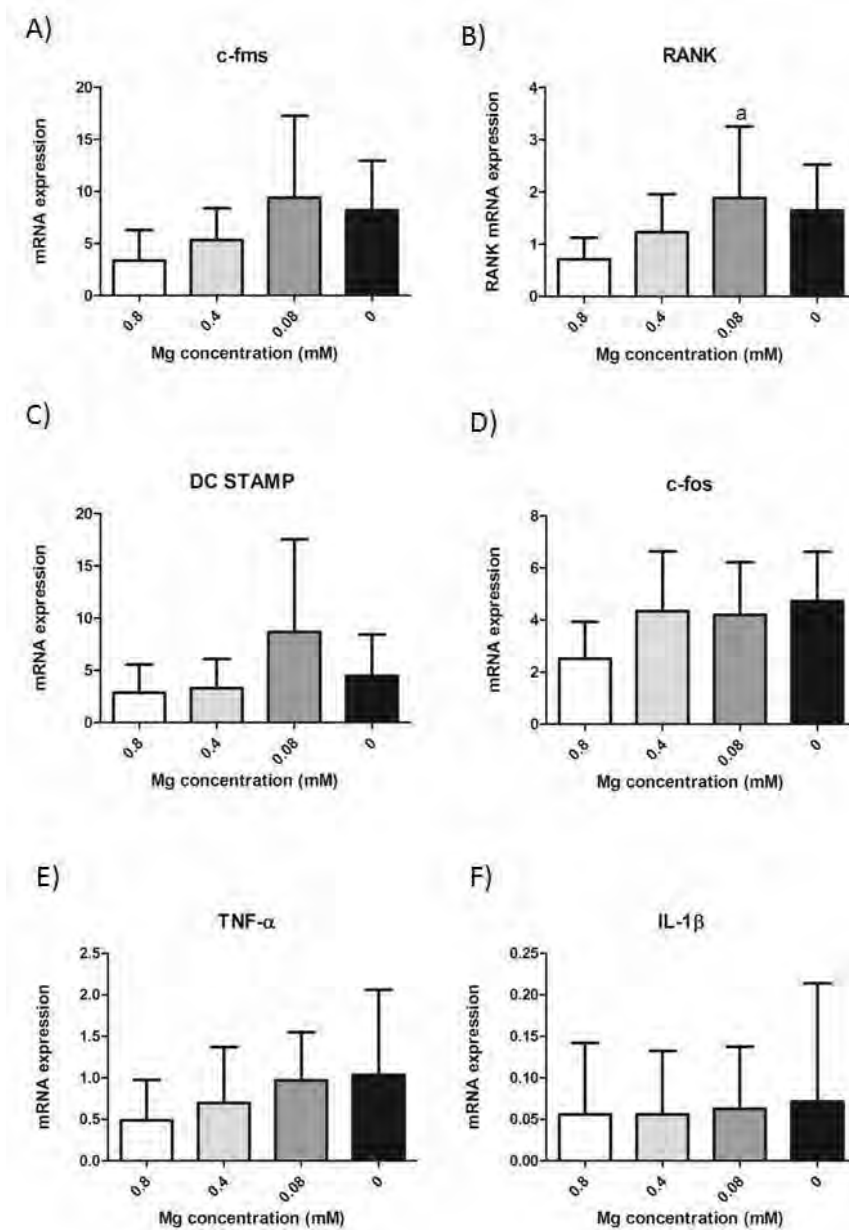 A)
c-fms
mRNA expression
20
15
10
5
0
0.8 0.4 0.08 0
Mg concentration (mM)
B)
RANK
RANK mRNA expression
4
3
2
1
0
a
0.8 0.4 0.08 0
Mg concentration (mM)
C)
DC STAMP
mRNA expression
20
15
10
5
0
0.8 0.4 0.08 0
Mg concentration (mM)
D)
c-fos
mRNA expression
8
6
4
2
0
0.8 0.4 0.08 0
Mg concentration (mM)
E)
TNF-α
mRNA expression
2.5
2.0
1.5
1.0
0.5
0.0
0.8 0.4 0.08 0
Mg concentration (mM)
F)
IL-1β
mRNA expression
0.25
0.20
0.15
0.10
0.05
0.00
0.8 0.4 0.08 0
Mg concentration (mM)